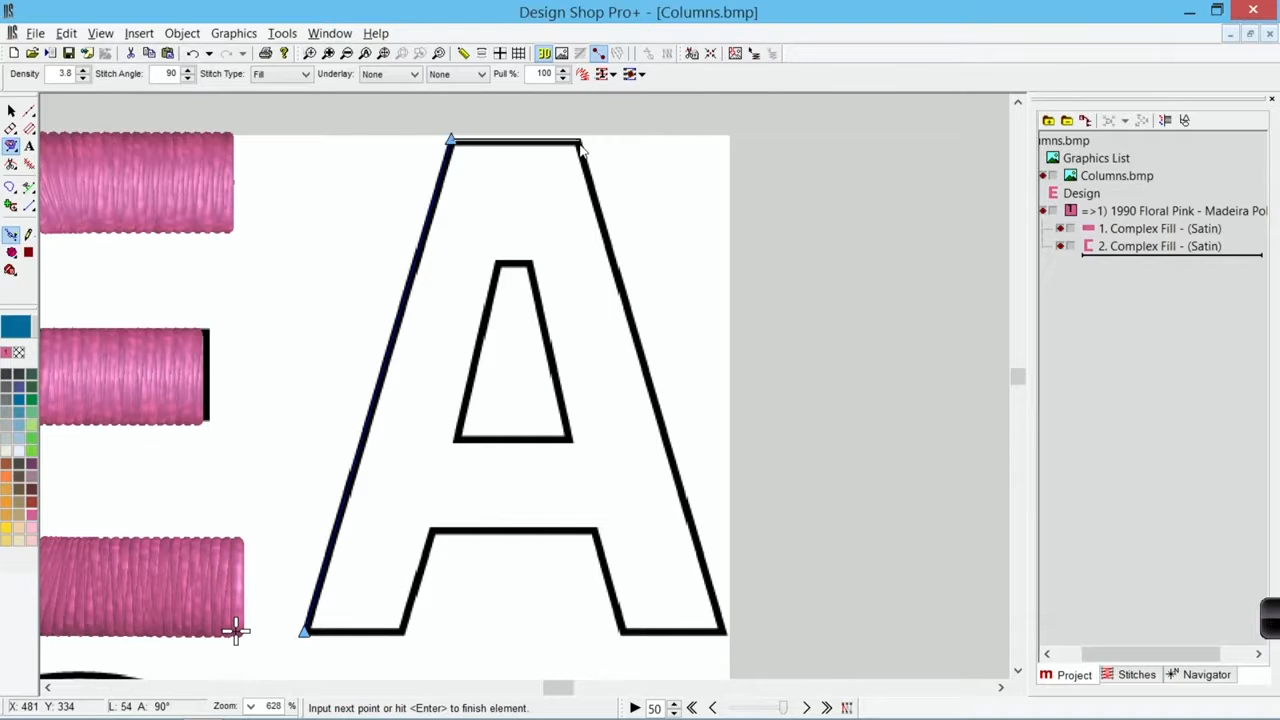 Design Shop Pro+ - [Columns.bmp]
File Edit View Insert Object Graphics Tools Window Help
Density 3.8 Stitch Angle: 90 Stitch Type: Fill Underlay: None None Pull %: 100
umns.bmp
Graphics List
Columns.bmp
Design
=>1) 1990 Floral Pink - Madeira Pol
1. Complex Fill - (Satin)
2. Complex Fill - (Satin)
A
Project Stitches Navigator
X: 481 Y: 334 L: 54 A: 90° Zoom: 628 % Input next point or hit <Enter> to finish element. 50